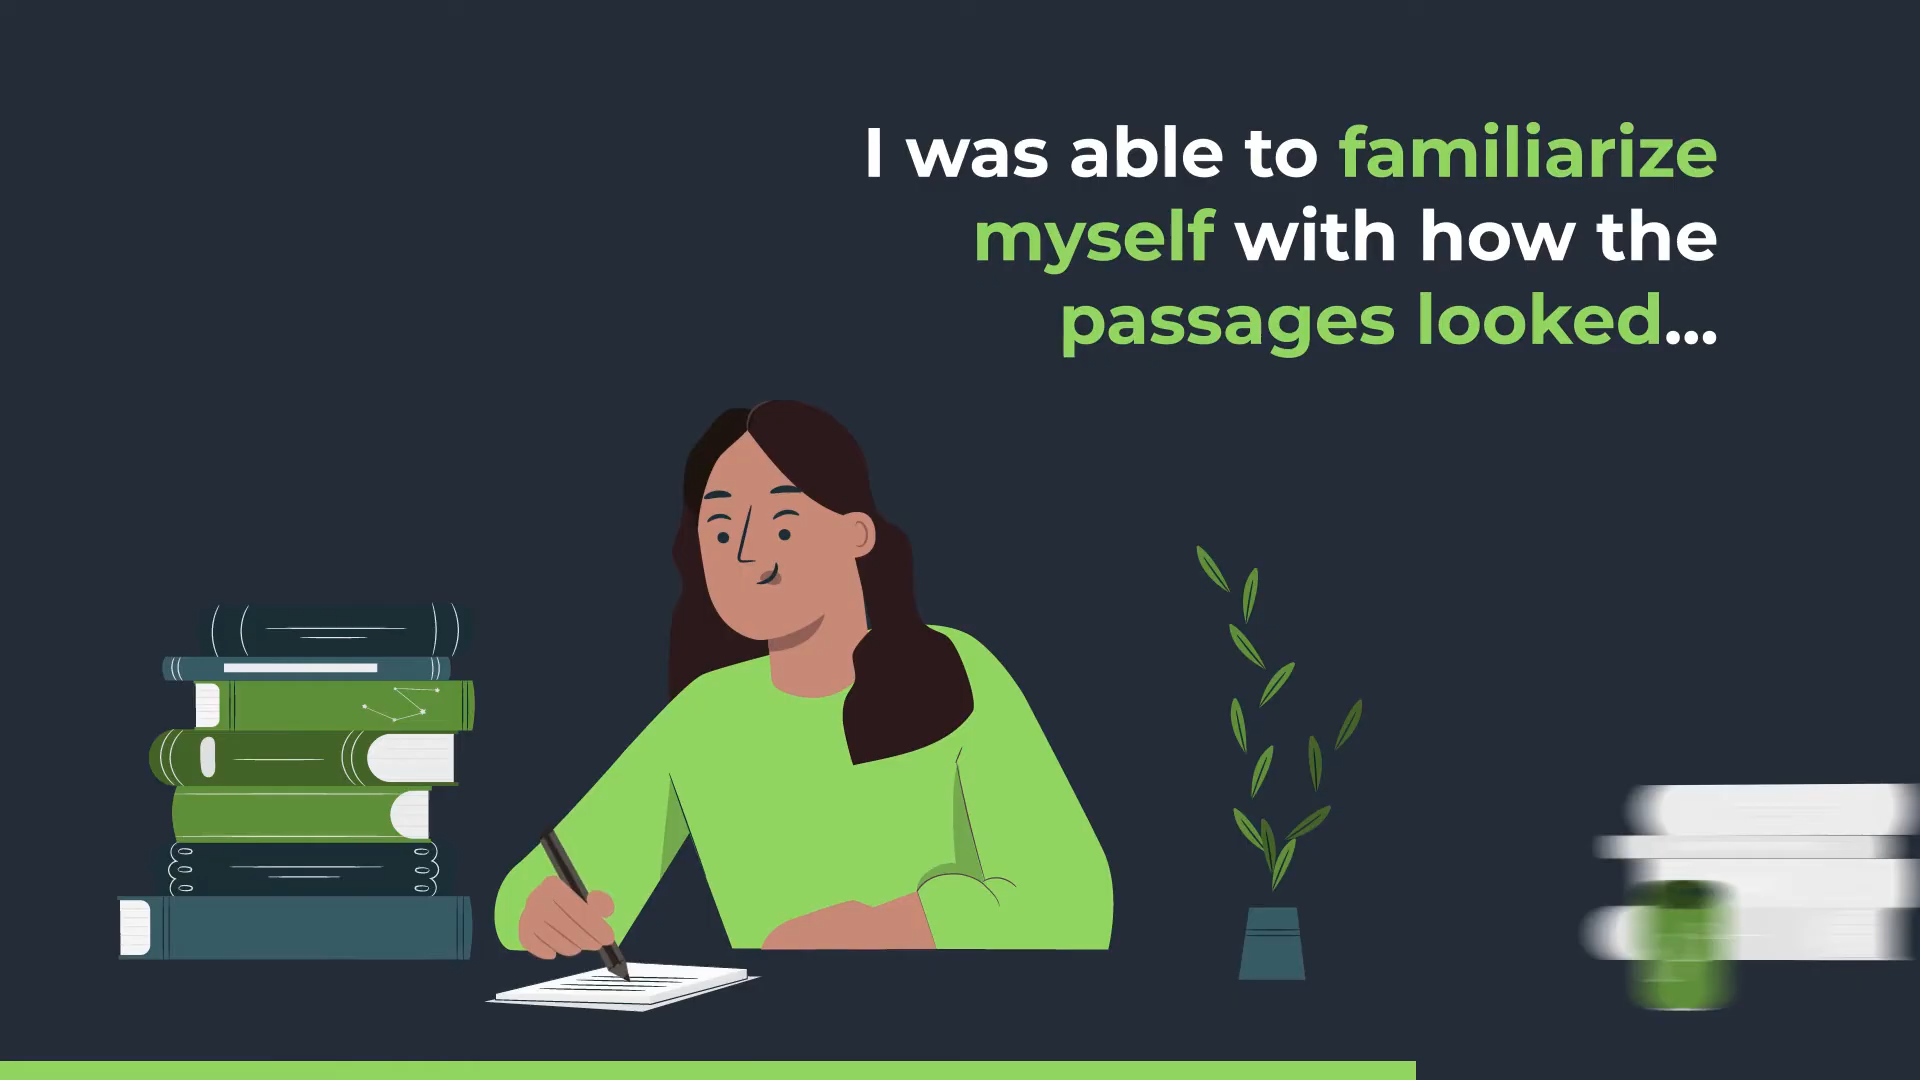 I was able to familiarize
myself with how the
passages looked...